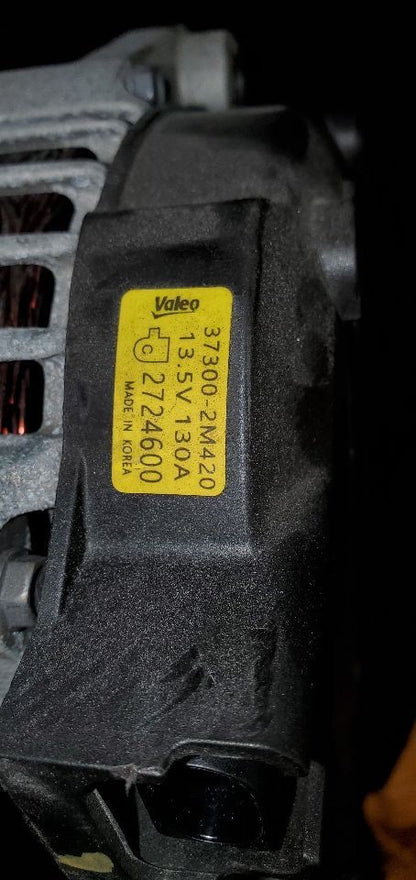 Valeo
37300-2M420
13.5V 130A
C 2724600
MADE IN KOREA